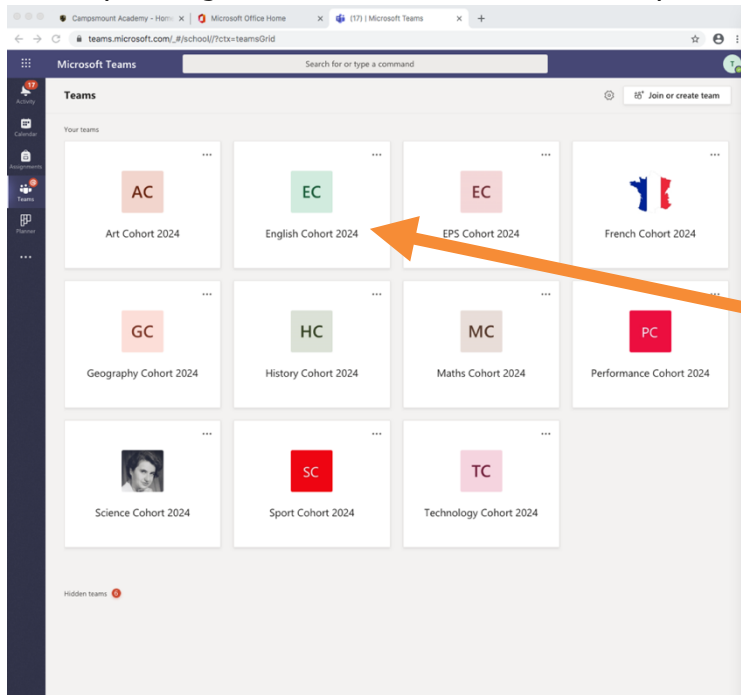 Campsmount Academy - Hom
Microsoft Office Home
(17) | Microsoft Teams
teams.microsoft.com/_#/school//?ctx=teamsGrid
Microsoft Teams
Search for or type a command
T
17
Activity
Teams
Join or create team
Calendar
Your teams
Assignments
Teams
Planner
AC
Art Cohort 2024
EC
English Cohort 2024
EC
EPS Cohort 2024
French Cohort 2024
GC
Geography Cohort 2024
HC
History Cohort 2024
MC
Maths Cohort 2024
PC
Performance Cohort 2024
Science Cohort 2024
SC
Sport Cohort 2024
TC
Technology Cohort 2024
Hidden teams